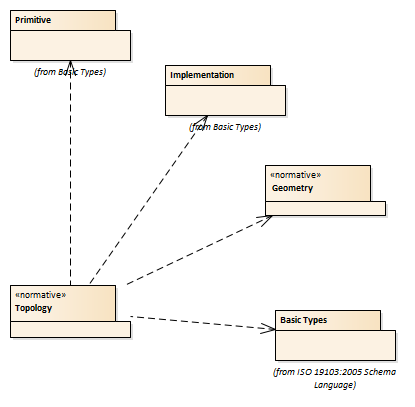 Primitive
(from Basic Types)
Implementation
(from Basic Types)
«normative»
Geometry
«normative»
Topology
Basic Types
(from ISO 19103:2005 Schema
Language)